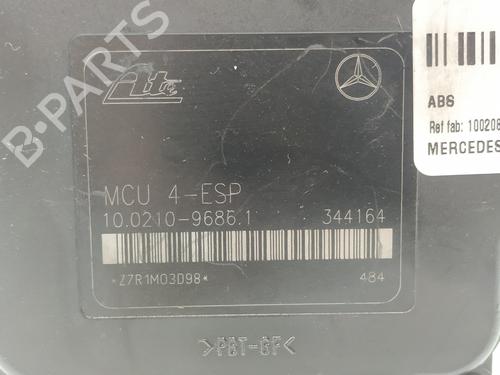 B-PARTS
Ate
MCU 4-ESP
10.0210-9686.1 344164
*Z7R1M03D98* 484
>PBT-GF<
ABS
Ref fab: 100208
MERCEDES